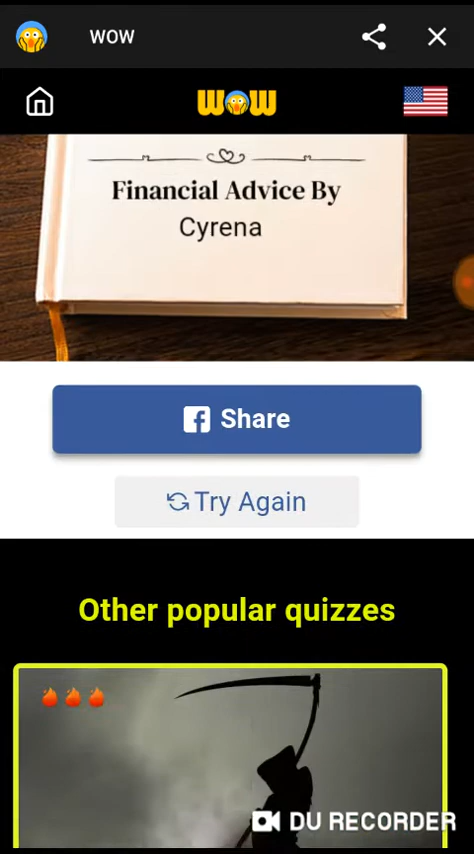 WOW
WOW
Financial Advice By
Cyrena
Share
Try Again
Other popular quizzes
DU RECORDER